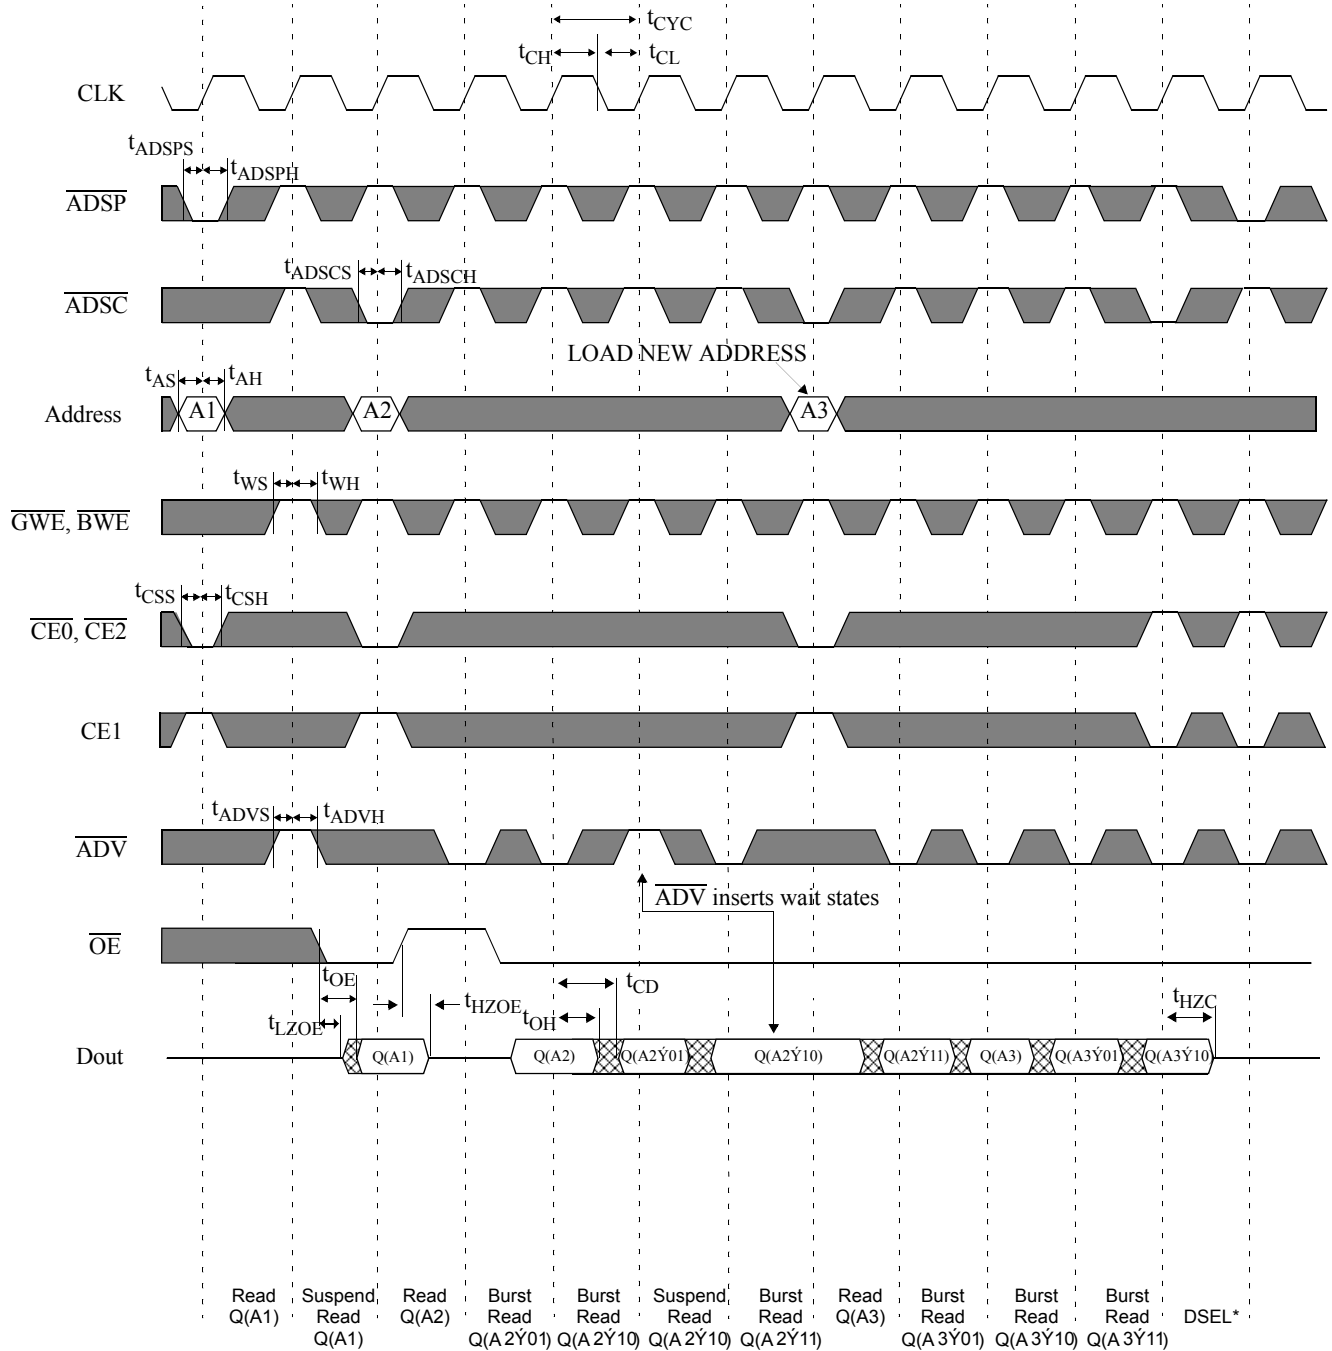 tCYC
tCH
tCL
CLK
tADSPS
tADSPH
ADSP
tADSCS
tADSCH
ADSC
LOAD NEW ADDRESS
tAS
tAH
Address
A1
A2
A3
tWS
tWH
GWE, BWE
tCSS
tCSH
CE0, CE2
CE1
tADVS
tADVH
ADV
ADV inserts wait states
OE
tOE
tCD
tHZOE
tHZC
tLZOE
tOH
Dout
Q(A1)
Q(A2)
Q(A2Ý01)
Q(A2Ý10)
Q(A2Ý11)
Q(A3)
Q(A3Ý01)
Q(A3Ý10)
Read
Q(A1)
Suspend
Read
Q(A1)
Read
Q(A2)
Burst
Read
Q(A 2Ý01)
Burst
Read
Q(A 2Ý10)
Suspend
Read
Q(A 2Ý10)
Burst
Read
Q(A 2Ý11)
Read
Q(A3)
Burst
Read
Q(A 3Ý01)
Burst
Read
Q(A 3Ý10)
Burst
Read
Q(A 3Ý11)
DSEL*